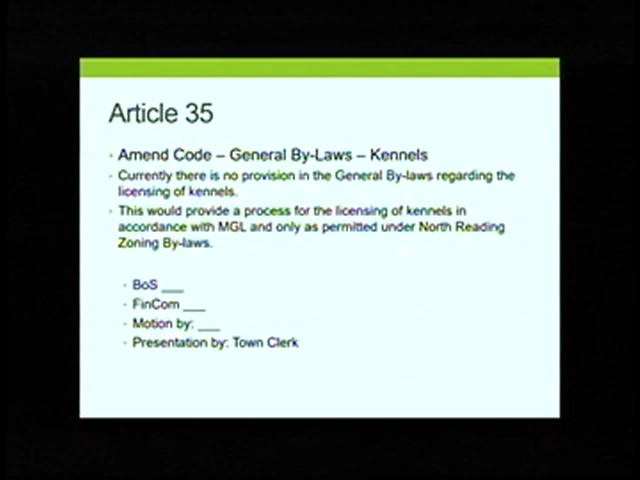 Article 35
Amend Code – General By-Laws – Kennels
Currently there is no provision in the General By-laws regarding the
licensing of kennels.
This would provide a process for the licensing of kennels in
accordance with MGL and only as permitted under North Reading
Zoning By-laws.
BoS ___
FinCom ___
Motion by: ___
Presentation by: Town Clerk